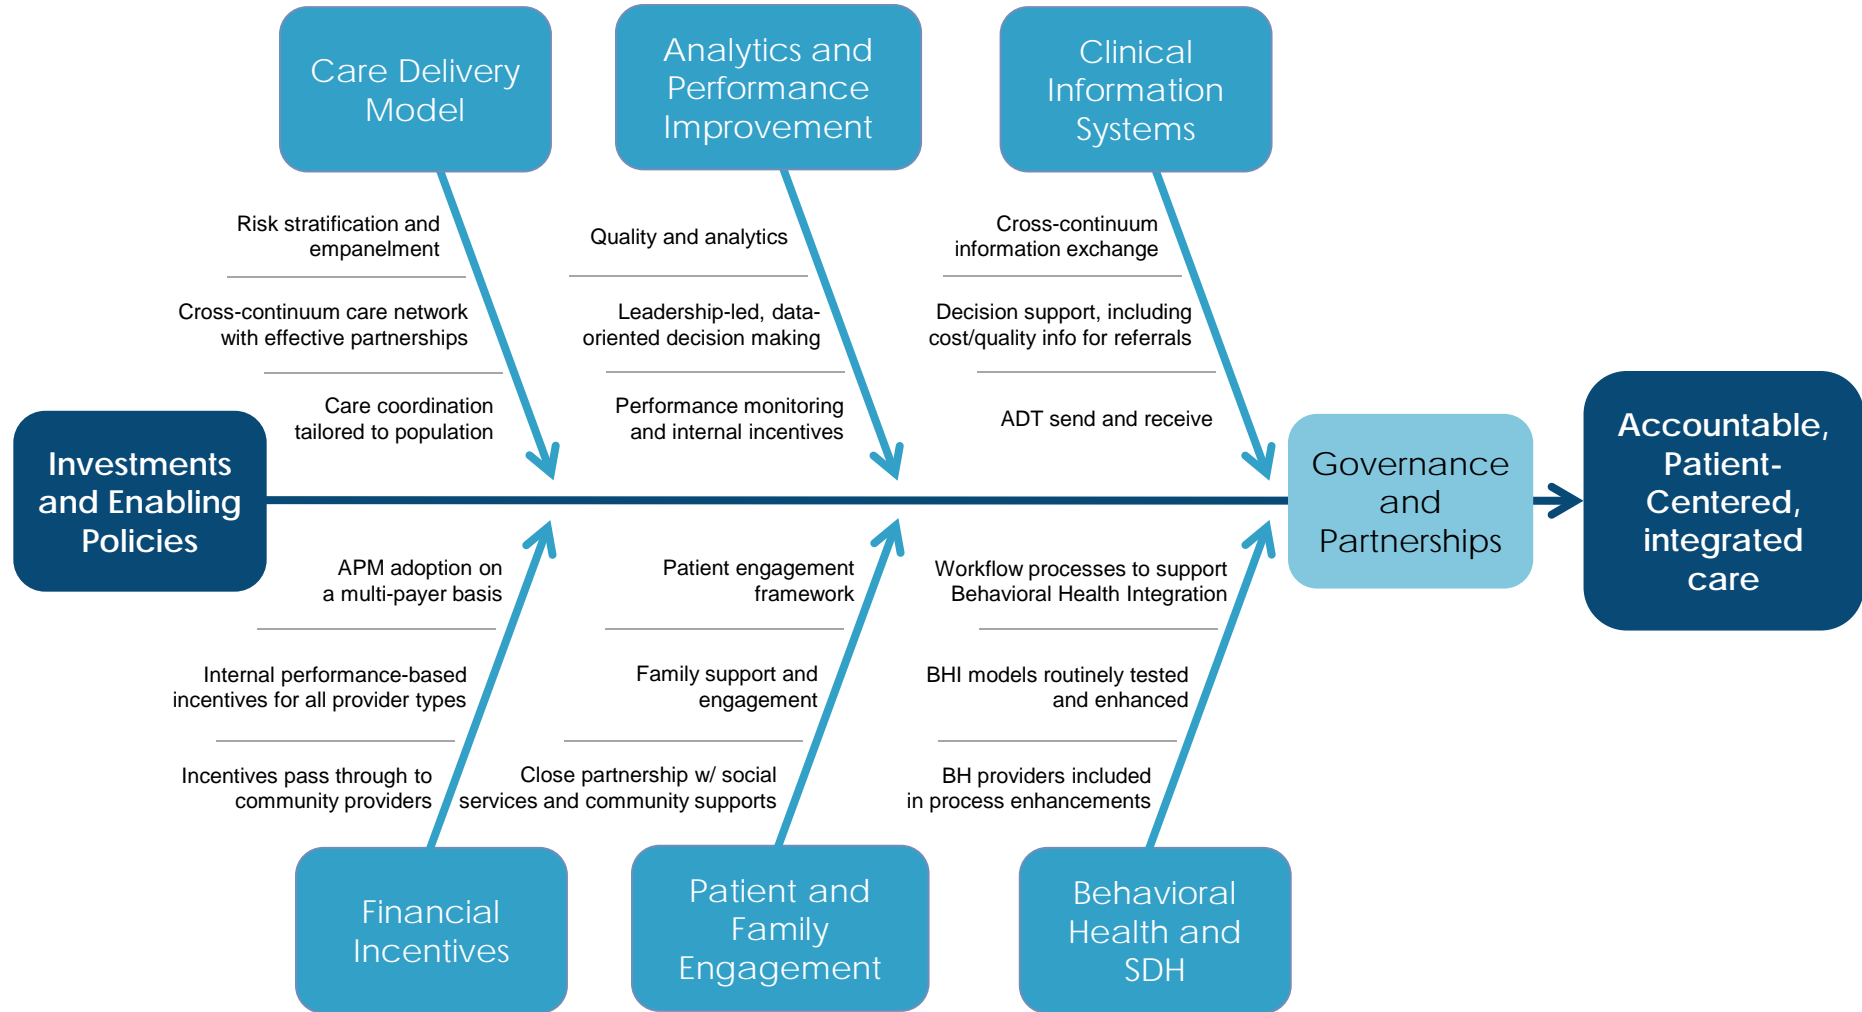 Care Delivery
Model
Analytics and
Performance
Improvement
Clinical
Information
Systems
Risk stratification and
empanelment
Cross-continuum care network
with effective partnerships
Care coordination
tailored to population
Quality and analytics
Leadership-led, data-
oriented decision making
Performance monitoring
and internal incentives
Cross-continuum
information exchange
Decision support, including
cost/quality info for referrals
ADT send and receive
Investments
and Enabling
Policies
Governance
and
Partnerships
Accountable,
Patient-
Centered,
integrated
care
APM adoption on
a multi-payer basis
Internal performance-based
incentives for all provider types
Incentives pass through to
community providers
Patient engagement
framework
Family support and
engagement
Close partnership w/ social
services and community supports
Workflow processes to support
Behavioral Health Integration
BHI models routinely tested
and enhanced
BH providers included
in process enhancements
Financial
Incentives
Patient and
Family
Engagement
Behavioral
Health and
SDH